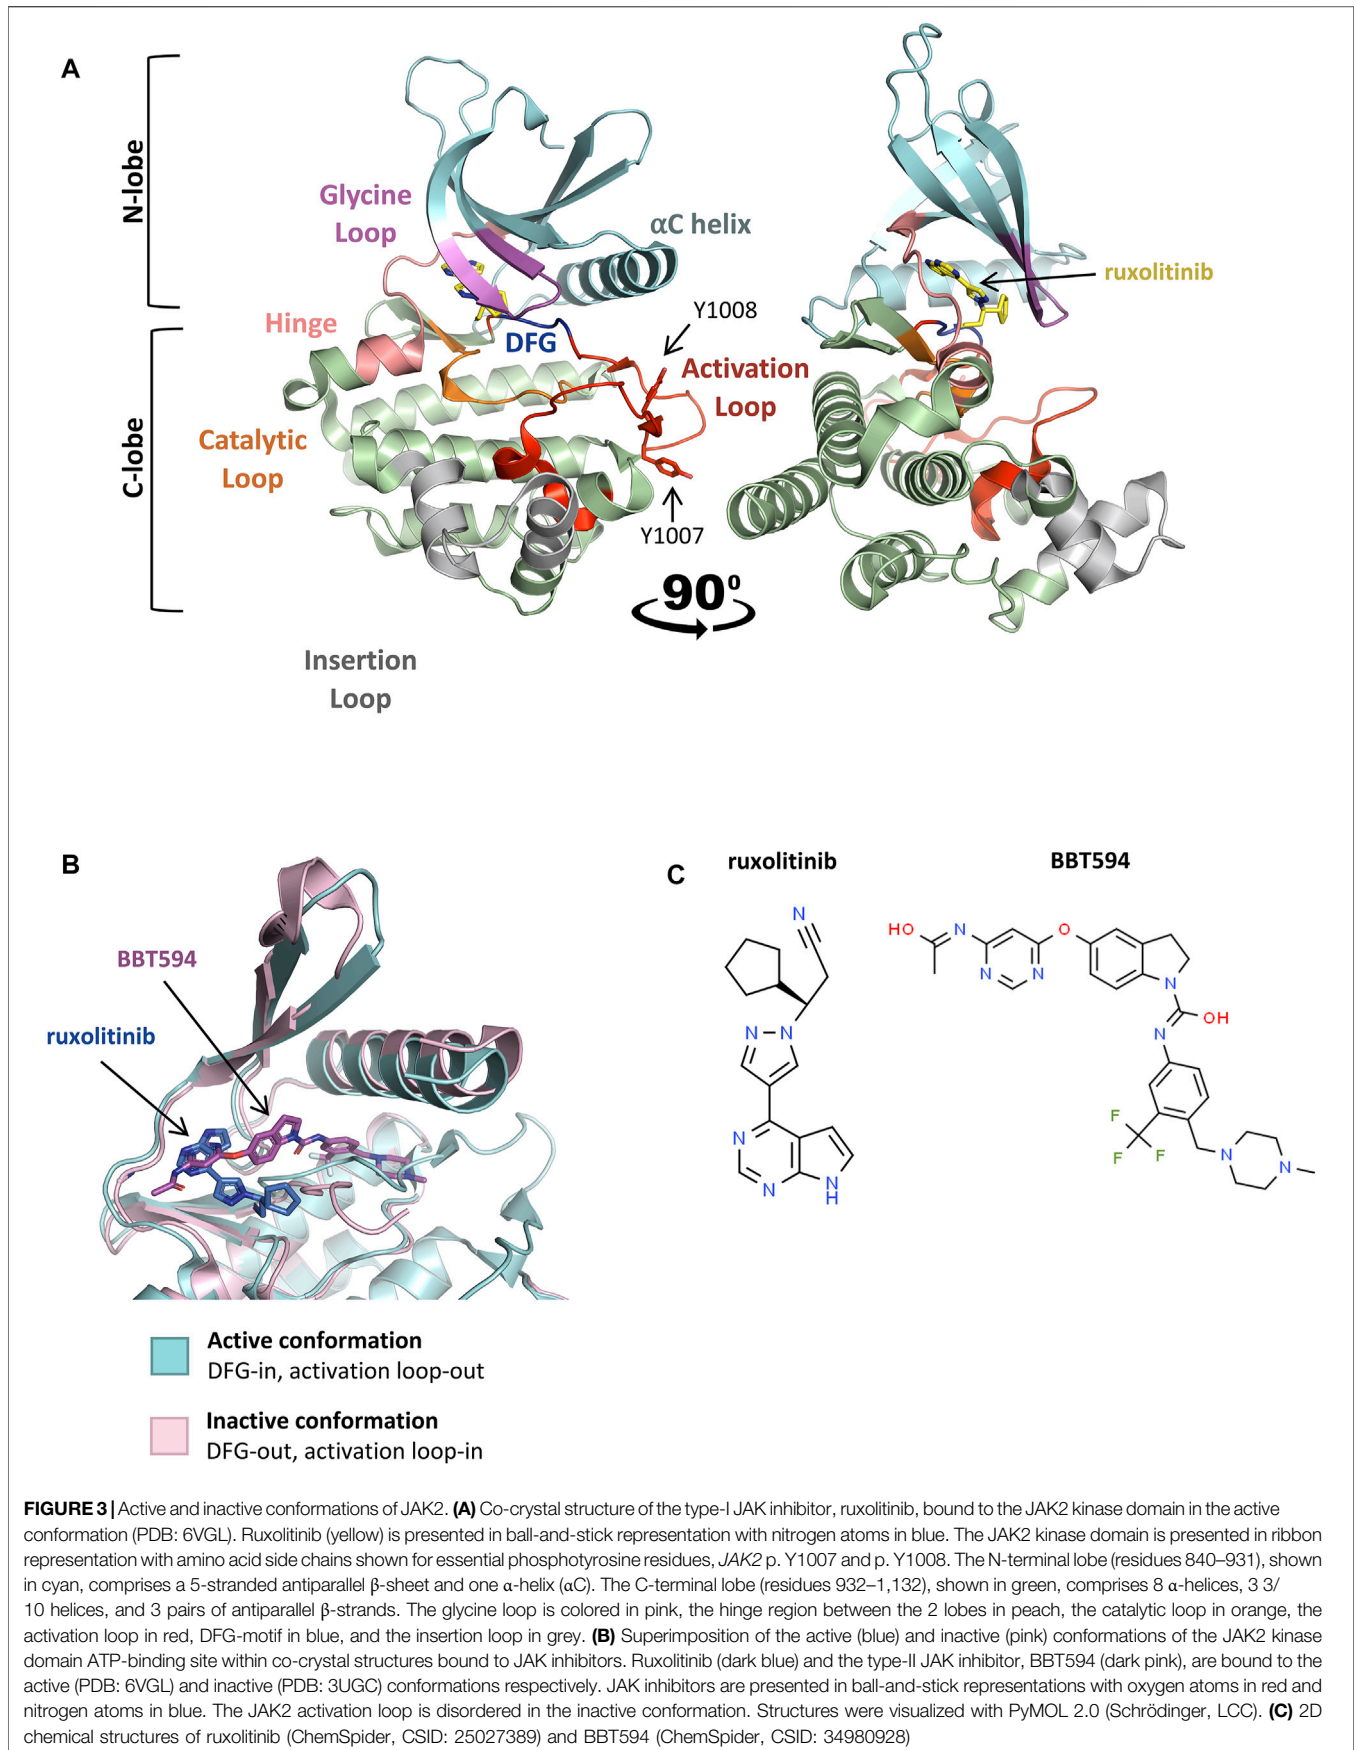 A
N-lobe
C-lobe
Glycine
Loop
αC helix
ruxolitinib
Y1008
Hinge
DFG
Activation
Loop
Catalytic
Loop
Y1007
90⁰
Insertion
Loop
B
BBT594
ruxolitinib
Active conformation
DFG-in, activation loop-out
Inactive conformation
DFG-out, activation loop-in
C
ruxolitinib
BBT594
N
N
N
N
N
N
H
HO
N
N
N
O
N
OH
N
F
F
F
N
N
FIGURE 3 | Active and inactive conformations of JAK2. (A) Co-crystal structure of the type-I JAK inhibitor, ruxolitinib, bound to the JAK2 kinase domain in the active
conformation (PDB: 6VGL). Ruxolitinib (yellow) is presented in ball-and-stick representation with nitrogen atoms in blue. The JAK2 kinase domain is presented in ribbon
representation with amino acid side chains shown for essential phosphotyrosine residues, JAK2 p. Y1007 and p. Y1008. The N-terminal lobe (residues 840–931), shown
in cyan, comprises a 5-stranded antiparallel β-sheet and one α-helix (αC). The C-terminal lobe (residues 932–1,132), shown in green, comprises 8 α-helices, 3 3/
10 helices, and 3 pairs of antiparallel β-strands. The glycine loop is colored in pink, the hinge region between the 2 lobes in peach, the catalytic loop in orange, the
activation loop in red, DFG-motif in blue, and the insertion loop in grey. (B) Superimposition of the active (blue) and inactive (pink) conformations of the JAK2 kinase
domain ATP-binding site within co-crystal structures bound to JAK inhibitors. Ruxolitinib (dark blue) and the type-II JAK inhibitor, BBT594 (dark pink), are bound to the
active (PDB: 6VGL) and inactive (PDB: 3UGC) conformations respectively. JAK inhibitors are presented in ball-and-stick representations with oxygen atoms in red and
nitrogen atoms in blue. The JAK2 activation loop is disordered in the inactive conformation. Structures were visualized with PyMOL 2.0 (Schrödinger, LCC). (C) 2D
chemical structures of ruxolitinib (ChemSpider, CSID: 25027389) and BBT594 (ChemSpider, CSID: 34980928)